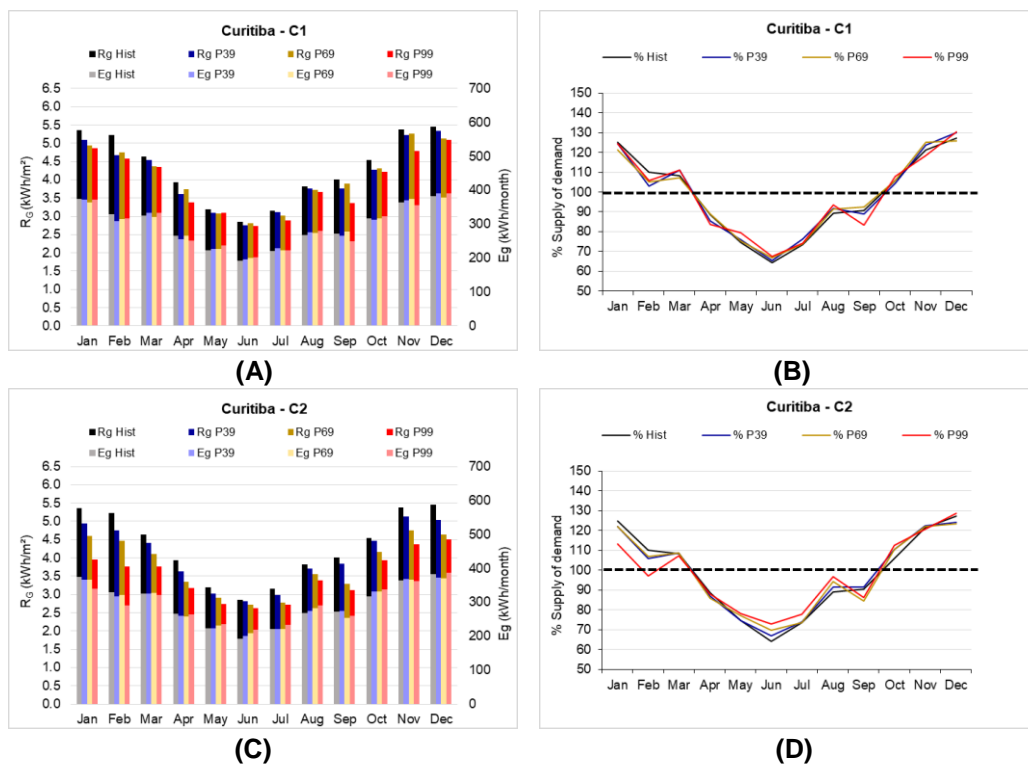 Curitiba - C1
Rg Hist Rg P39 Rg P69 Rg P99
Eg Hist Eg P39 Eg P69 Eg P99
6.5 700
6.0
5.5 600
5.0
4.5 500
4.0
3.5 400
3.0 300
2.5
2.0 200
1.5
1.0 100
0.5
0.0 0
RG (kWh/m²)
Eg (kWh/month)
Jan Feb Mar Apr May Jun Jul Aug Sep Oct Nov Dec
(A)
Curitiba - C1
% Hist % P39 % P69 % P99
150
140
130
120
110
100
90
80
70
60
50
% Supply of demand
Jan Feb Mar Apr May Jun Jul Aug Sep Oct Nov Dec
(B)
Curitiba - C2
Rg Hist Rg P39 Rg P69 Rg P99
Eg Hist Eg P39 Eg P69 Eg P99
6.5 700
6.0
5.5 600
5.0
4.5 500
4.0
3.5 400
3.0 300
2.5
2.0 200
1.5
1.0 100
0.5
0.0 0
RG (kWh/m²)
Eg (kWh/month)
Jan Feb Mar Apr May Jun Jul Aug Sep Oct Nov Dec
(C)
Curitiba - C2
% Hist % P39 % P69 % P99
150
140
130
120
110
100
90
80
70
60
50
% Supply of demand
Jan Feb Mar Apr May Jun Jul Aug Sep Oct Nov Dec
(D)